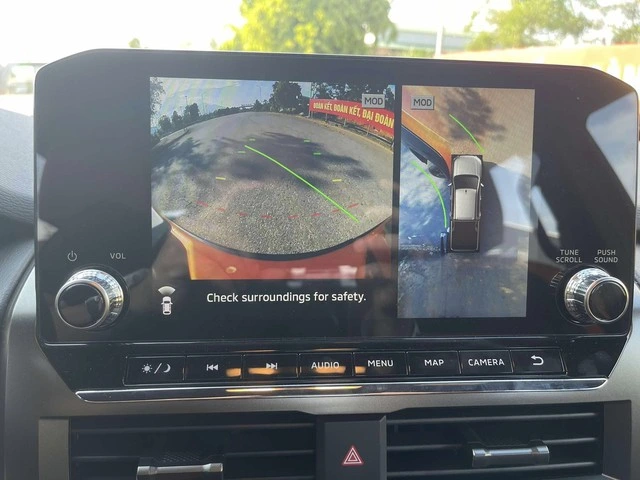 MOD
MOD
ĐOÀN KẾT, ĐOÀN KẾT, ĐẠI ĐOÀN
VOL
TUNE
SCROLL
PUSH
SOUND
Check surroundings for safety.
AUDIO
MENU
MAP
CAMERA